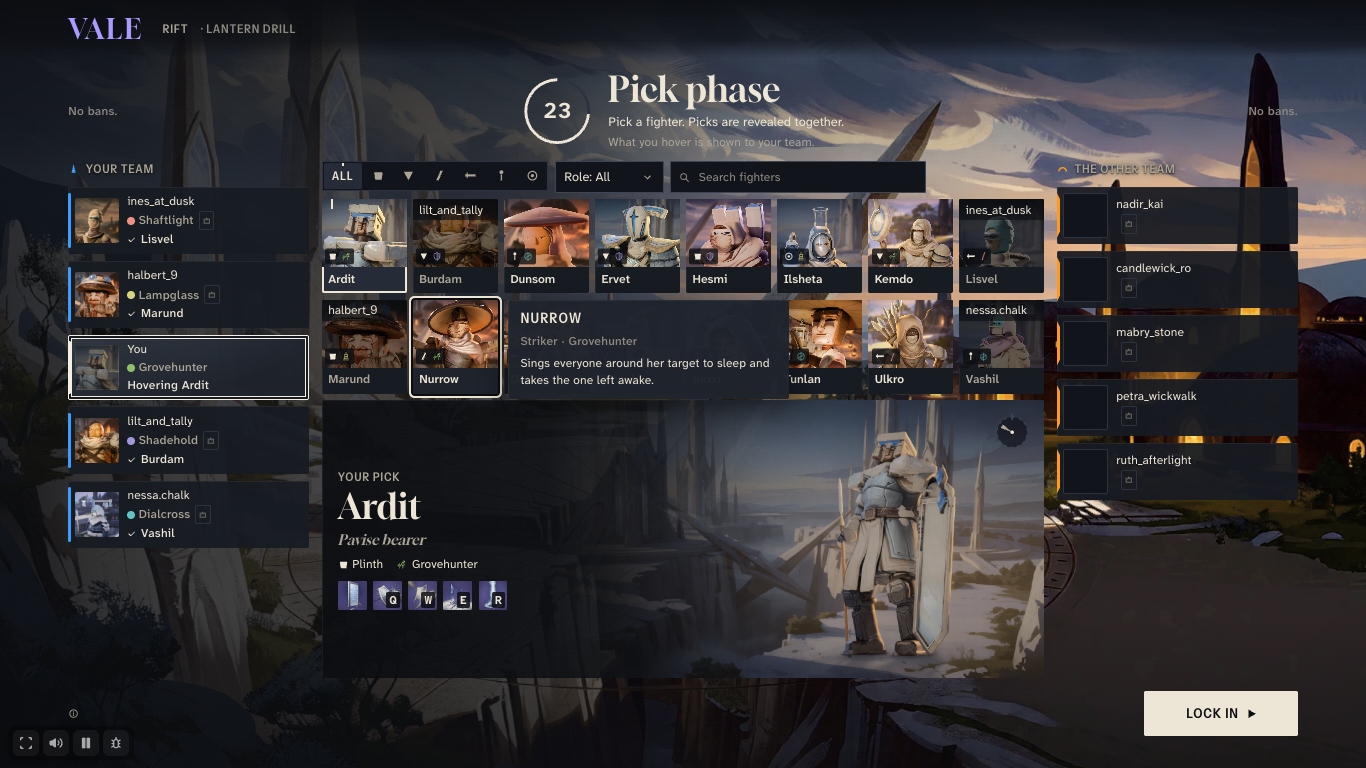 VALE
RIFT · LANTERN DRILL
No bans.
23
Pick phase
Pick a fighter. Picks are revealed together.
What you hover is shown to your team.
No bans.
YOUR TEAM
ines_at_dusk
Shaftlight
Lisvel
halbert_9
Lampglass
Marund
You
Grovehunter
Hovering Ardit
lilt_and_tally
Shadehold
Burdam
nessa.chalk
Dialcross
Vashil
ALL
Role: All
Search fighters
Ardit
lilt_and_tally
Burdam
Dunsom
Ervet
Hesmi
Ilsheta
Kemdo
ines_at_dusk
Lisvel
halbert_9
Marund
Nurrow
NURROW
Striker · Grovehunter
Sings everyone around her target to sleep and
takes the one left awake.
Ulkro
nessa.chalk
Vashil
YOUR PICK
Ardit
Pavise bearer
Plinth Grovehunter
Q W E R
THE OTHER TEAM
nadir_kai
candlewick_ro
mabry_stone
petra_wickwalk
ruth_afterlight
LOCK IN